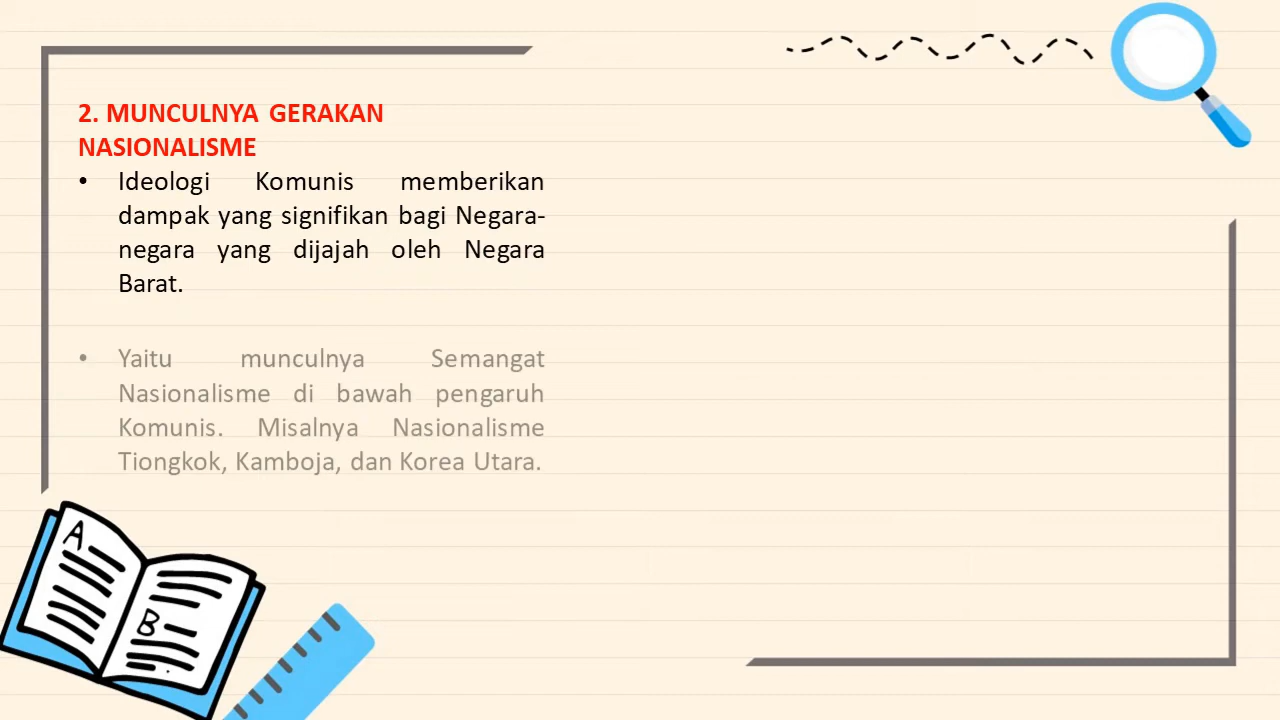 2. MUNCULNYA GERAKAN
NASIONALISME
• Ideologi Komunis memberikan
dampak yang signifikan bagi Negara-
negara yang dijajah oleh Negara
Barat.
• Yaitu munculnya Semangat
Nasionalisme di bawah pengaruh
Komunis. Misalnya Nasionalisme
Tiongkok, Kamboja, dan Korea Utara.
A
B